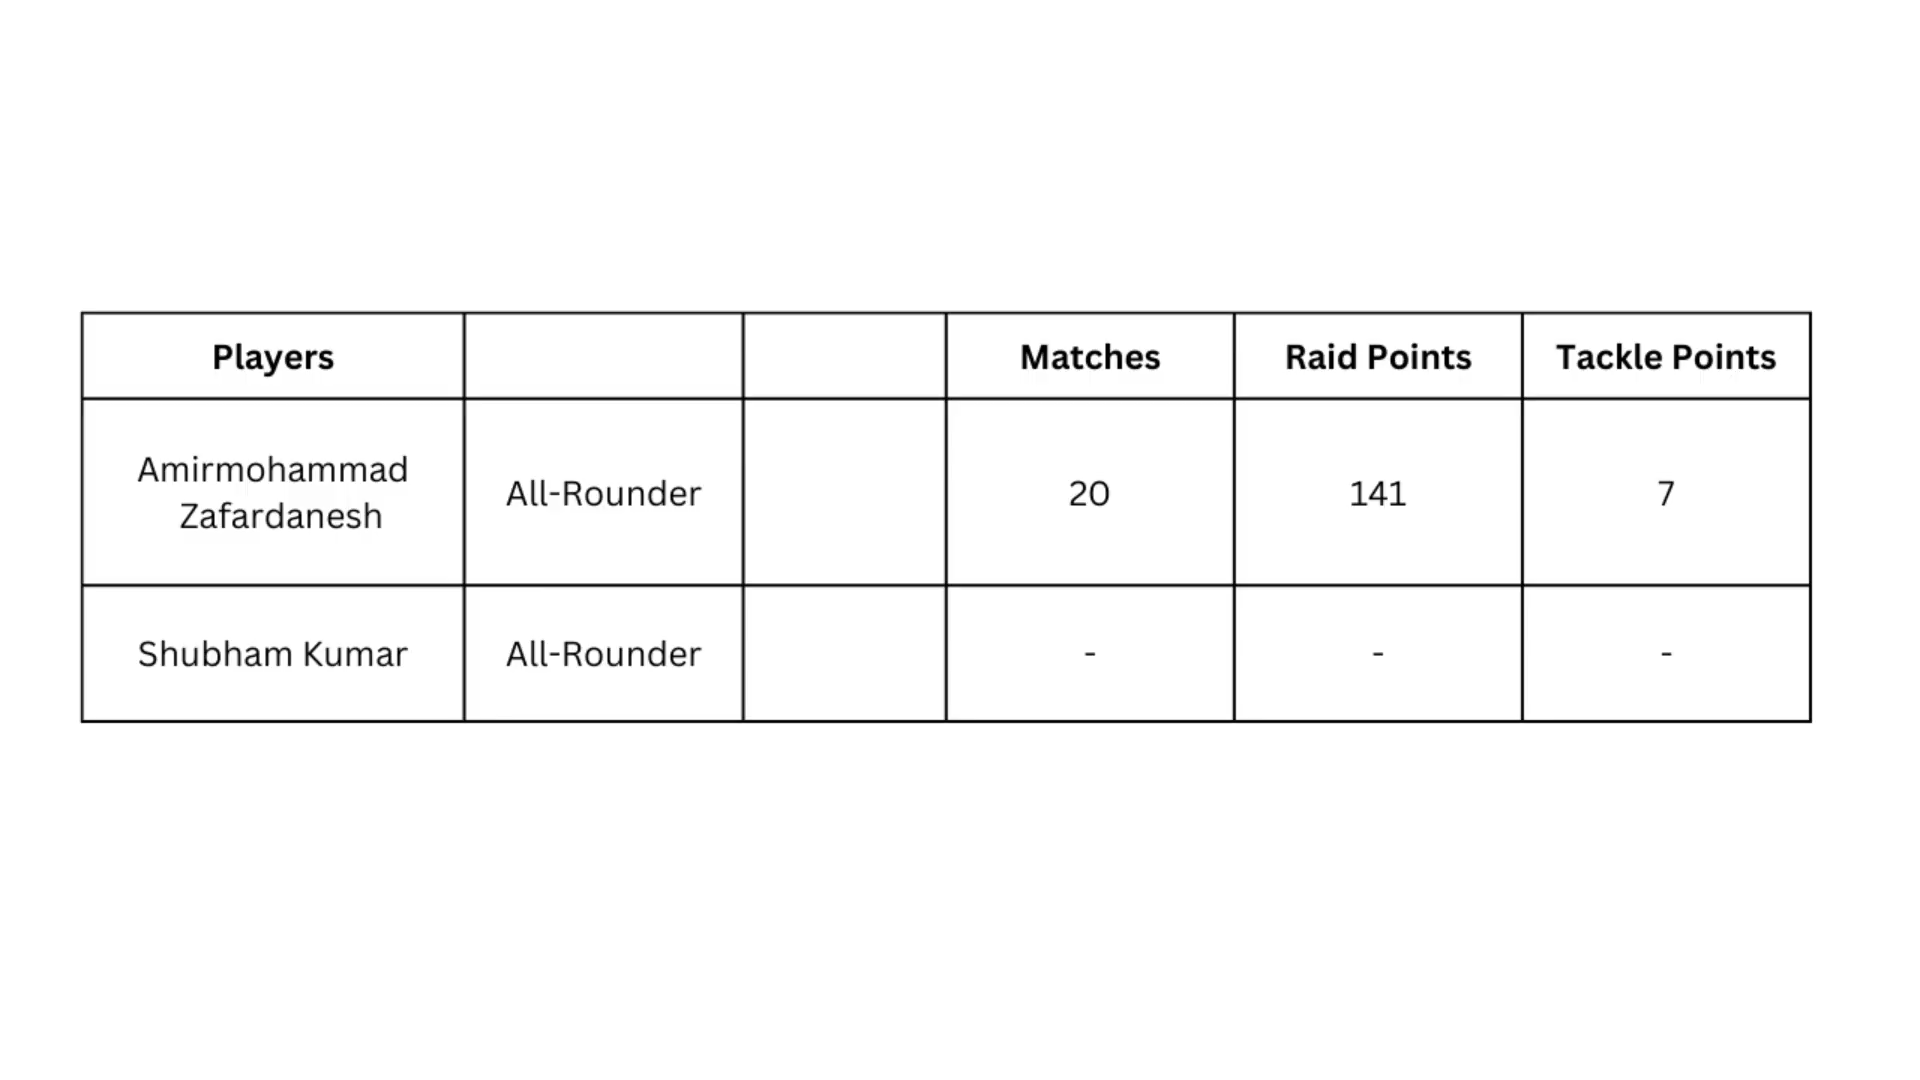 Players Matches Raid Points Tackle Points
Amirmohammad
Zafardanesh
All-Rounder 20 141 7
Shubham Kumar All-Rounder - - -